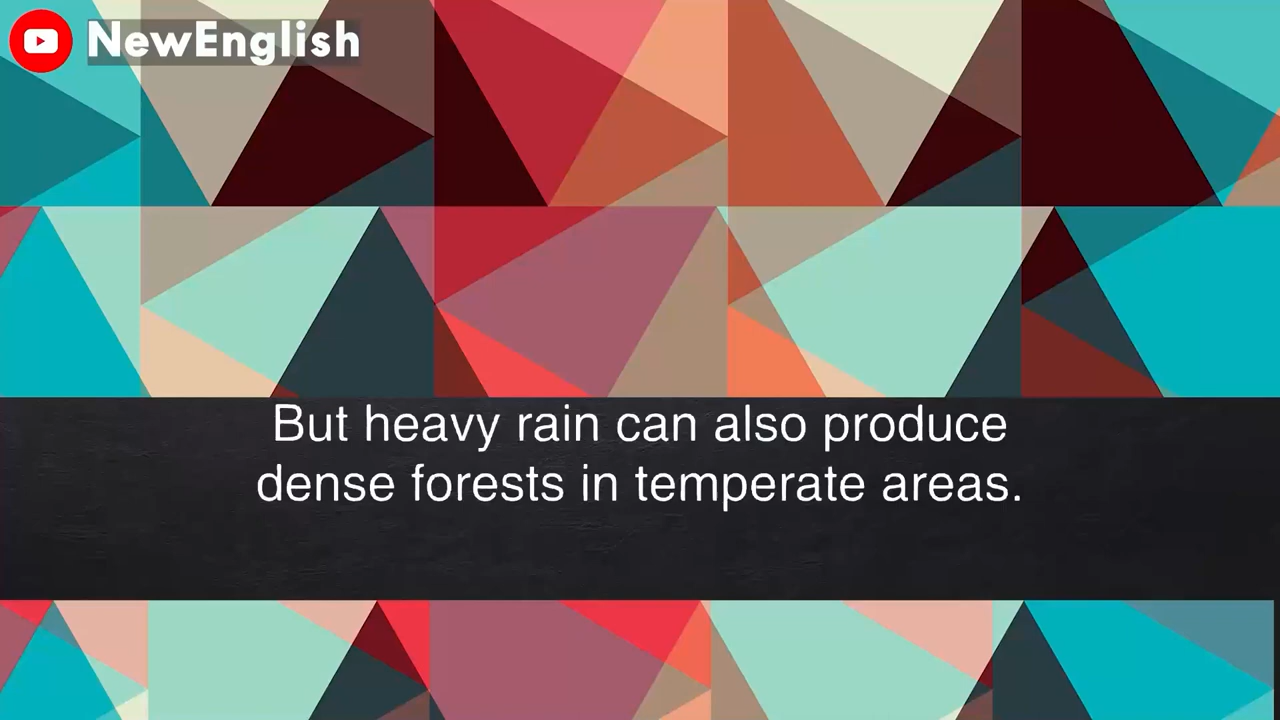 NewEnglish
But heavy rain can also produce
dense forests in temperate areas.